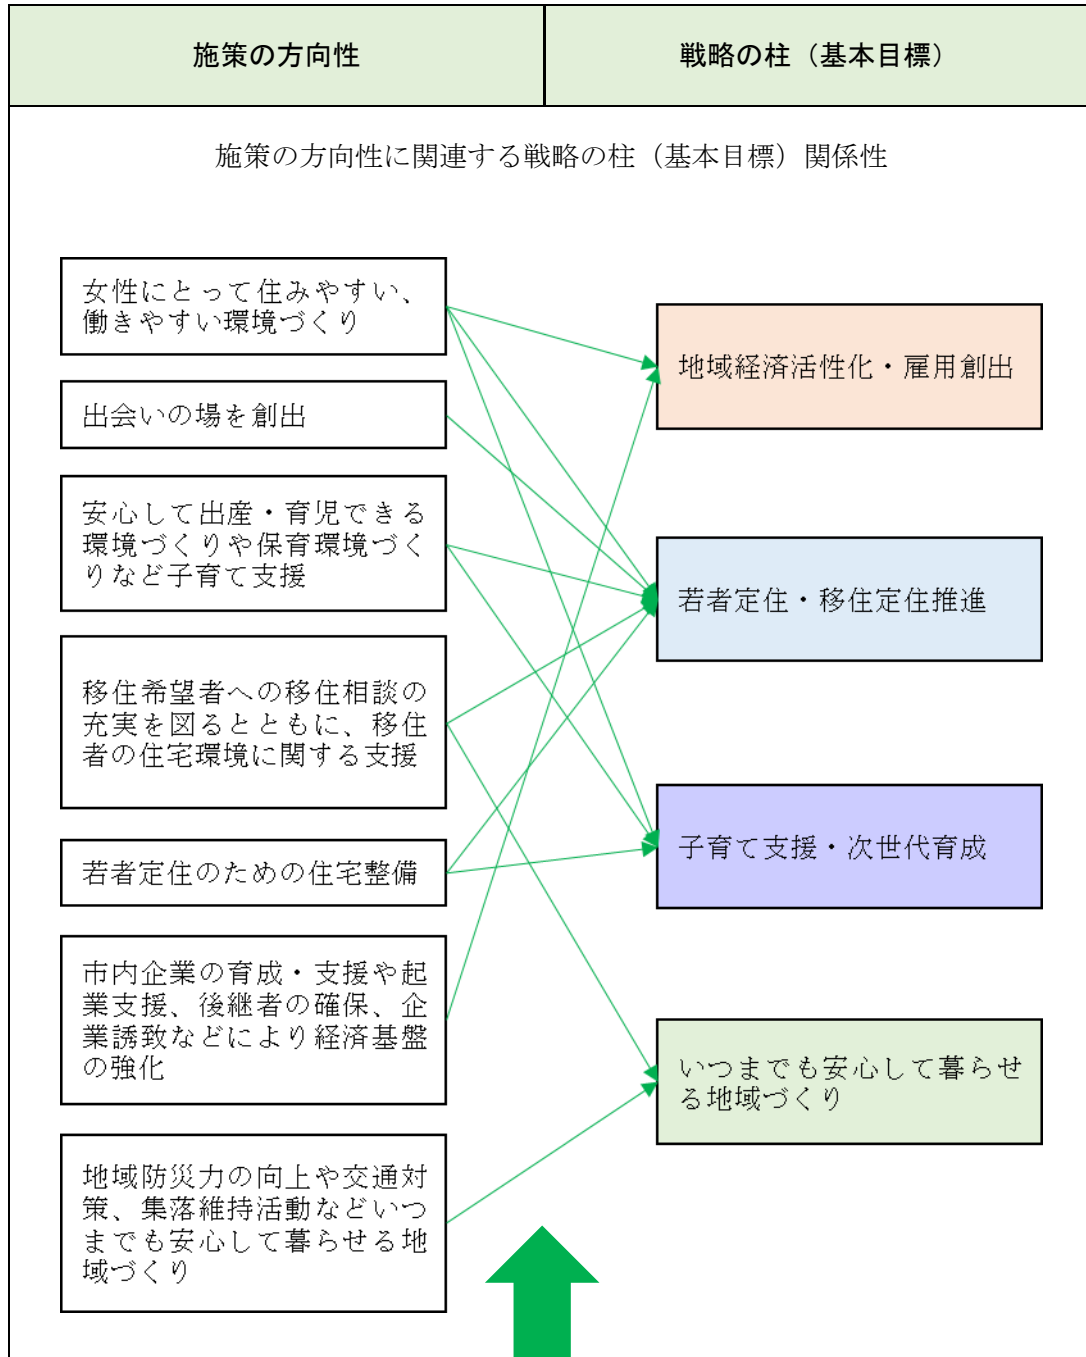 施策の方向性
戦略の柱（基本目標）
施策の方向性に関連する戦略の柱（基本目標）関係性
女性にとって住みやすい、
働きやすい環境づくり
出会いの場を創出
安心して出産・育児できる
環境づくりや保育環境づく
りなど子育て支援
移住希望者への移住相談の
充実を図るとともに、移住
者の住宅環境に関する支援
若者定住のための住宅整備
市内企業の育成・支援や起
業支援、後継者の確保、企
業誘致などにより経済基盤
の強化
地域防災力の向上や交通対
策、集落維持活動などいつ
までも安心して暮らせる地
域づくり
地域経済活性化・雇用創出
若者定住・移住定住推進
子育て支援・次世代育成
いつまでも安心して暮らせ
る地域づくり